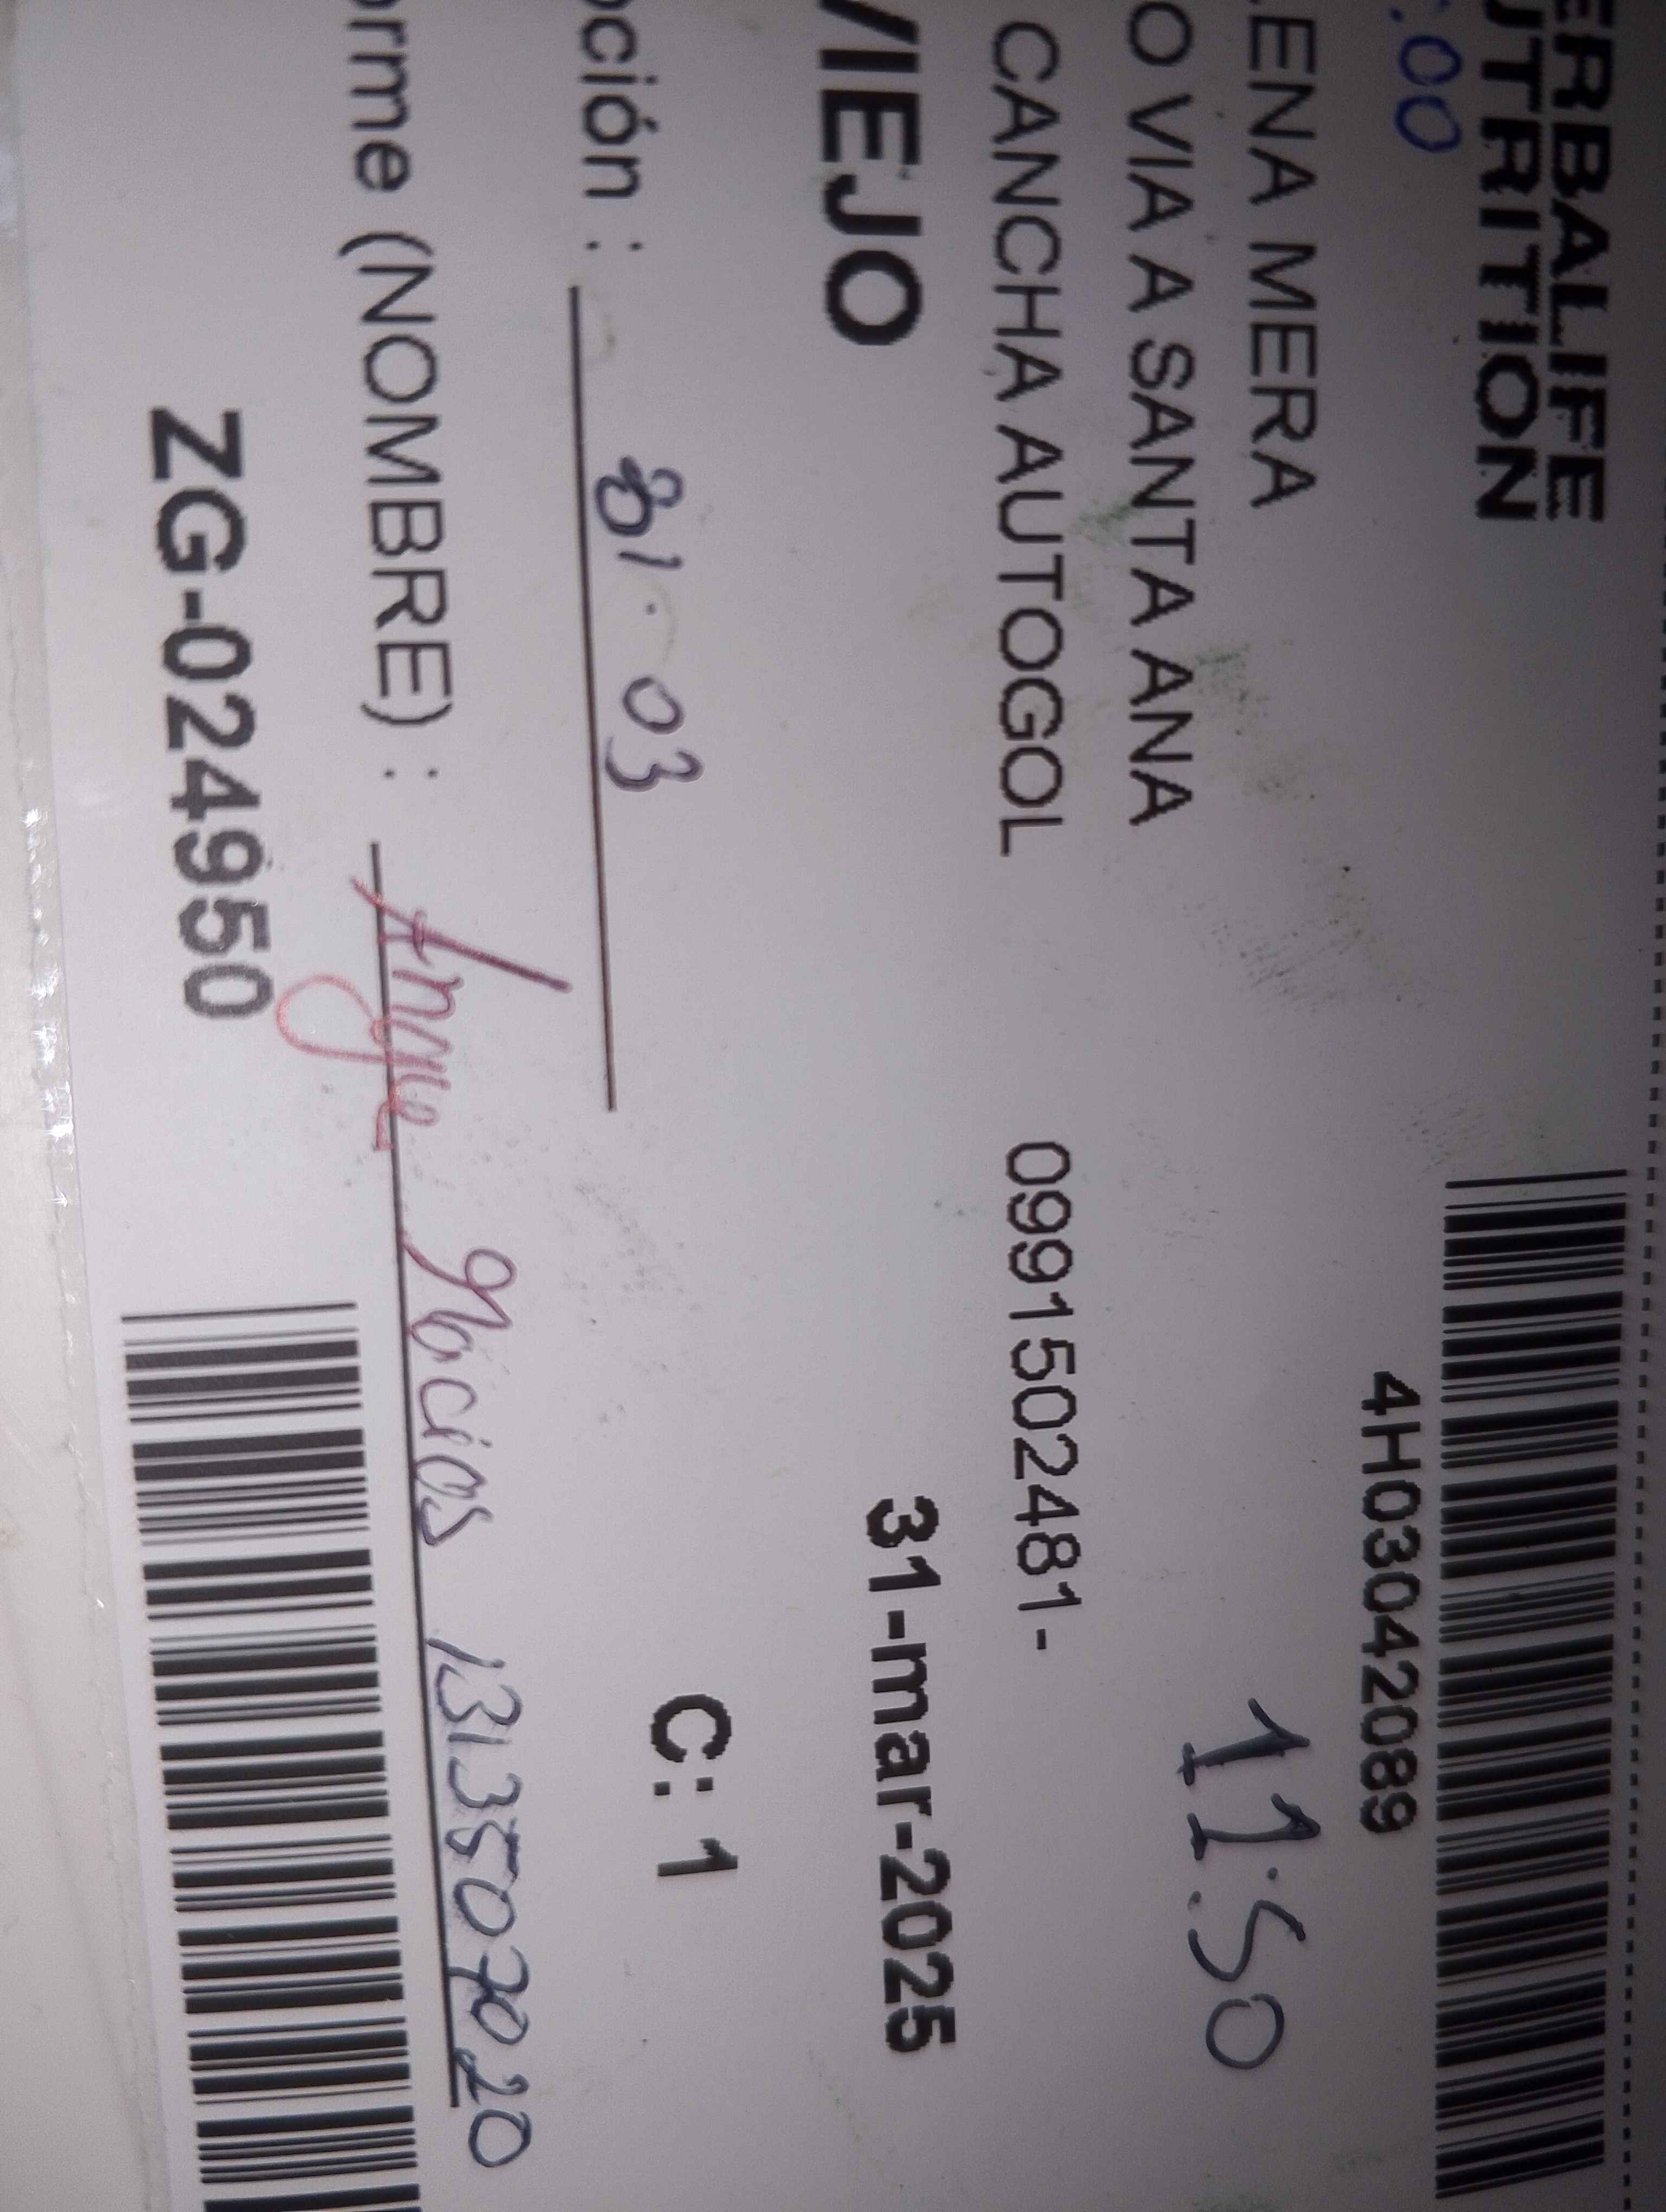 ERBALIFE
UTRITION
:00
4H03042089
ENA MERA
11:50
O VIA A SANTA ANA
CANCHA AUTOGOL 0991502481-
VIEJO 31-mar-2025
pción : 31. 03 C: 1
orme (NOMBRE) : Angie Macias 1313507020
ZG-024950